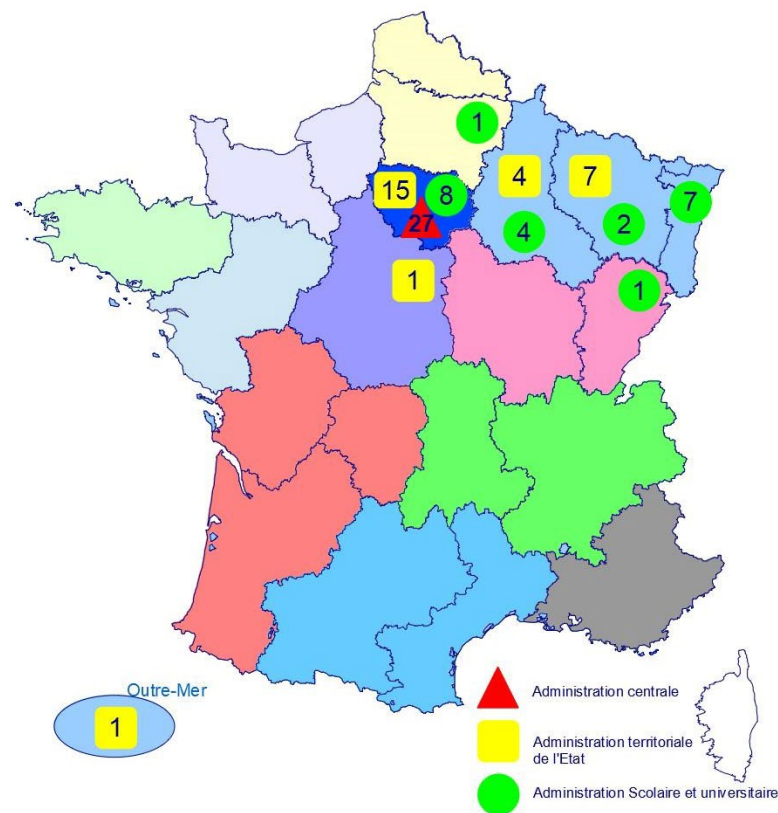 1
4
7
15
8
7
27
4
2
1
1
Outre-Mer
1
Administration centrale
Administration territoriale
de l'Etat
Administration Scolaire et universitaire